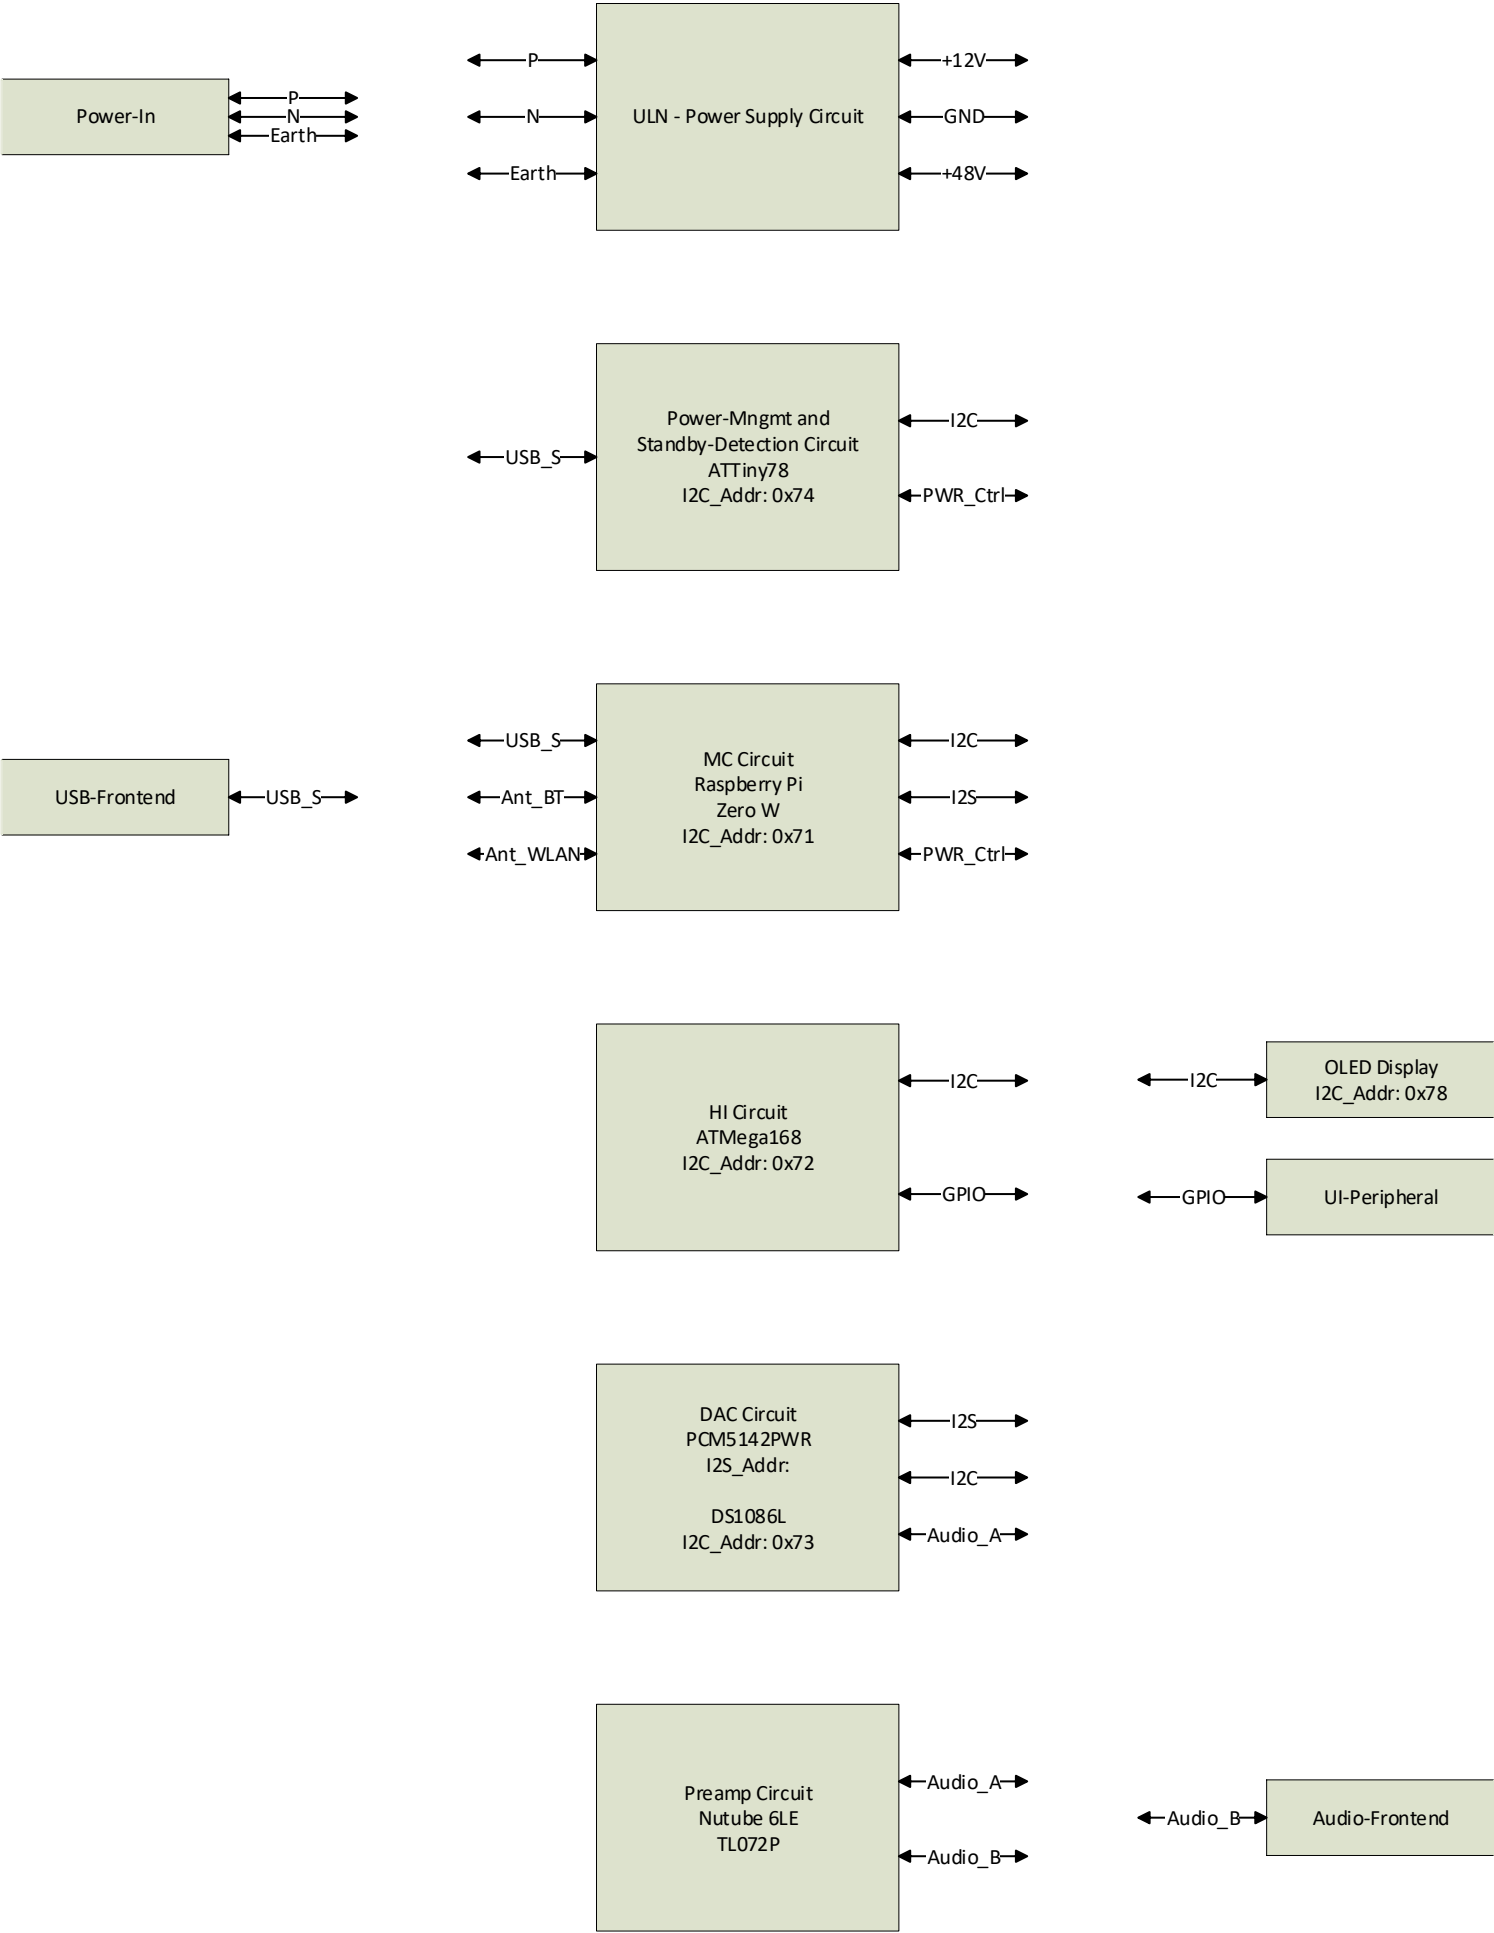 Power-In
P
N
Earth
P
N
Earth
ULN - Power Supply Circuit
+12V
GND
+48V
USB_S
Power-Mngmt and
Standby-Detection Circuit
ATTiny78
I2C_Addr: 0x74
I2C
PWR_Ctrl
USB-Frontend
USB_S
USB_S
Ant_BT
Ant_WLAN
MC Circuit
Raspberry Pi
Zero W
I2C_Addr: 0x71
I2C
I2S
PWR_Ctrl
HI Circuit
ATMega168
I2C_Addr: 0x72
I2C
GPIO
I2C
OLED Display
I2C_Addr: 0x78
GPIO
UI-Peripheral
DAC Circuit
PCM5142PWR
I2S_Addr:
DS1086L
I2C_Addr: 0x73
I2S
I2C
Audio_A
Preamp Circuit
Nutube 6LE
TL072P
Audio_A
Audio_B
Audio_B
Audio-Frontend